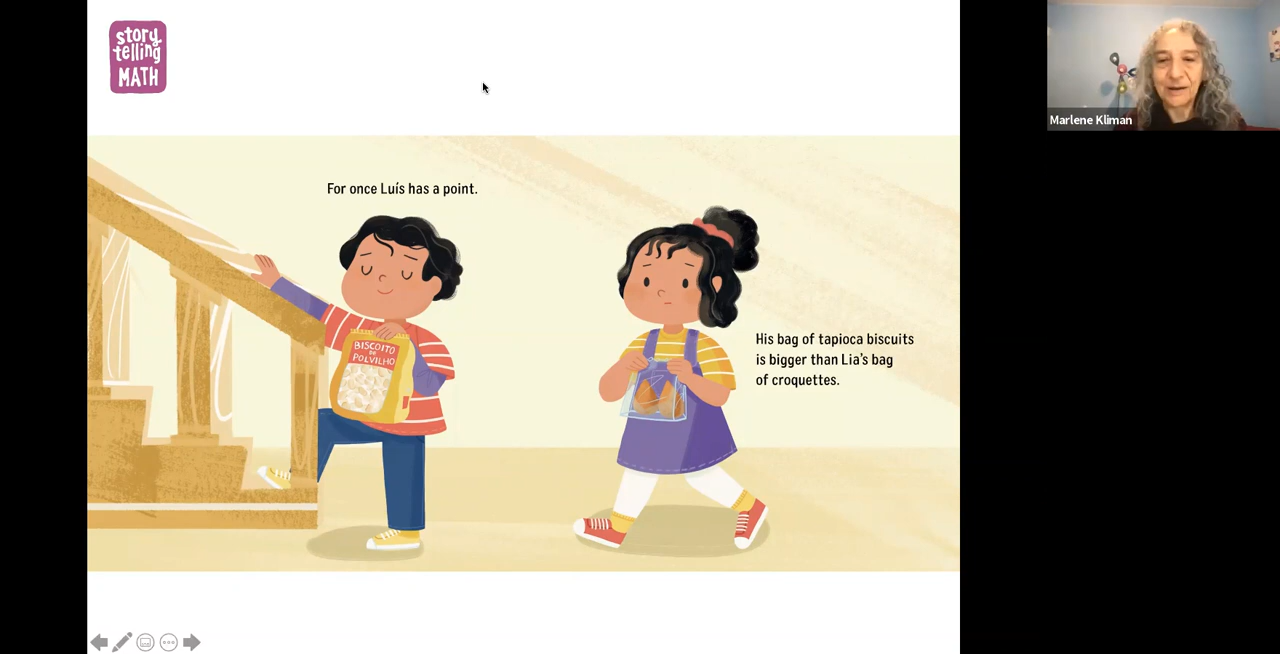 story
telling
MATH
Marlene Kliman
For once Luís has a point.
BISCOITO
DE
POLVILHO
His bag of tapioca biscuits
is bigger than Lia's bag
of croquettes.